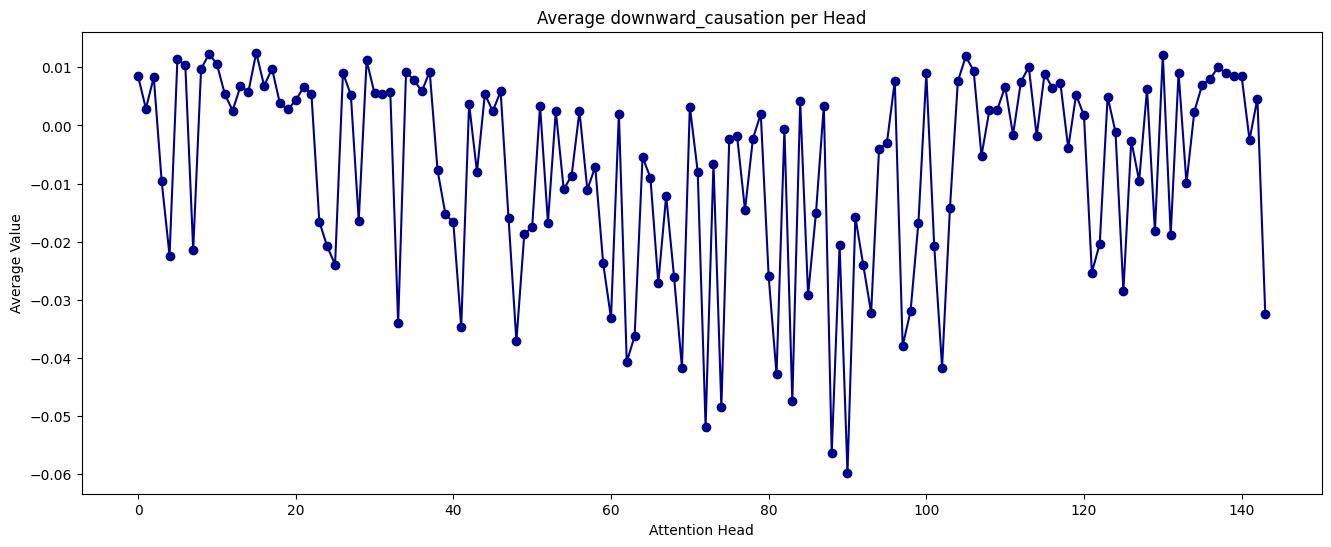 Average downward_causation per Head
Average Value
0.01
0.00
−0.01
−0.02
−0.03
−0.04
−0.05
−0.06
0 20 40 60 80 100 120 140
Attention Head